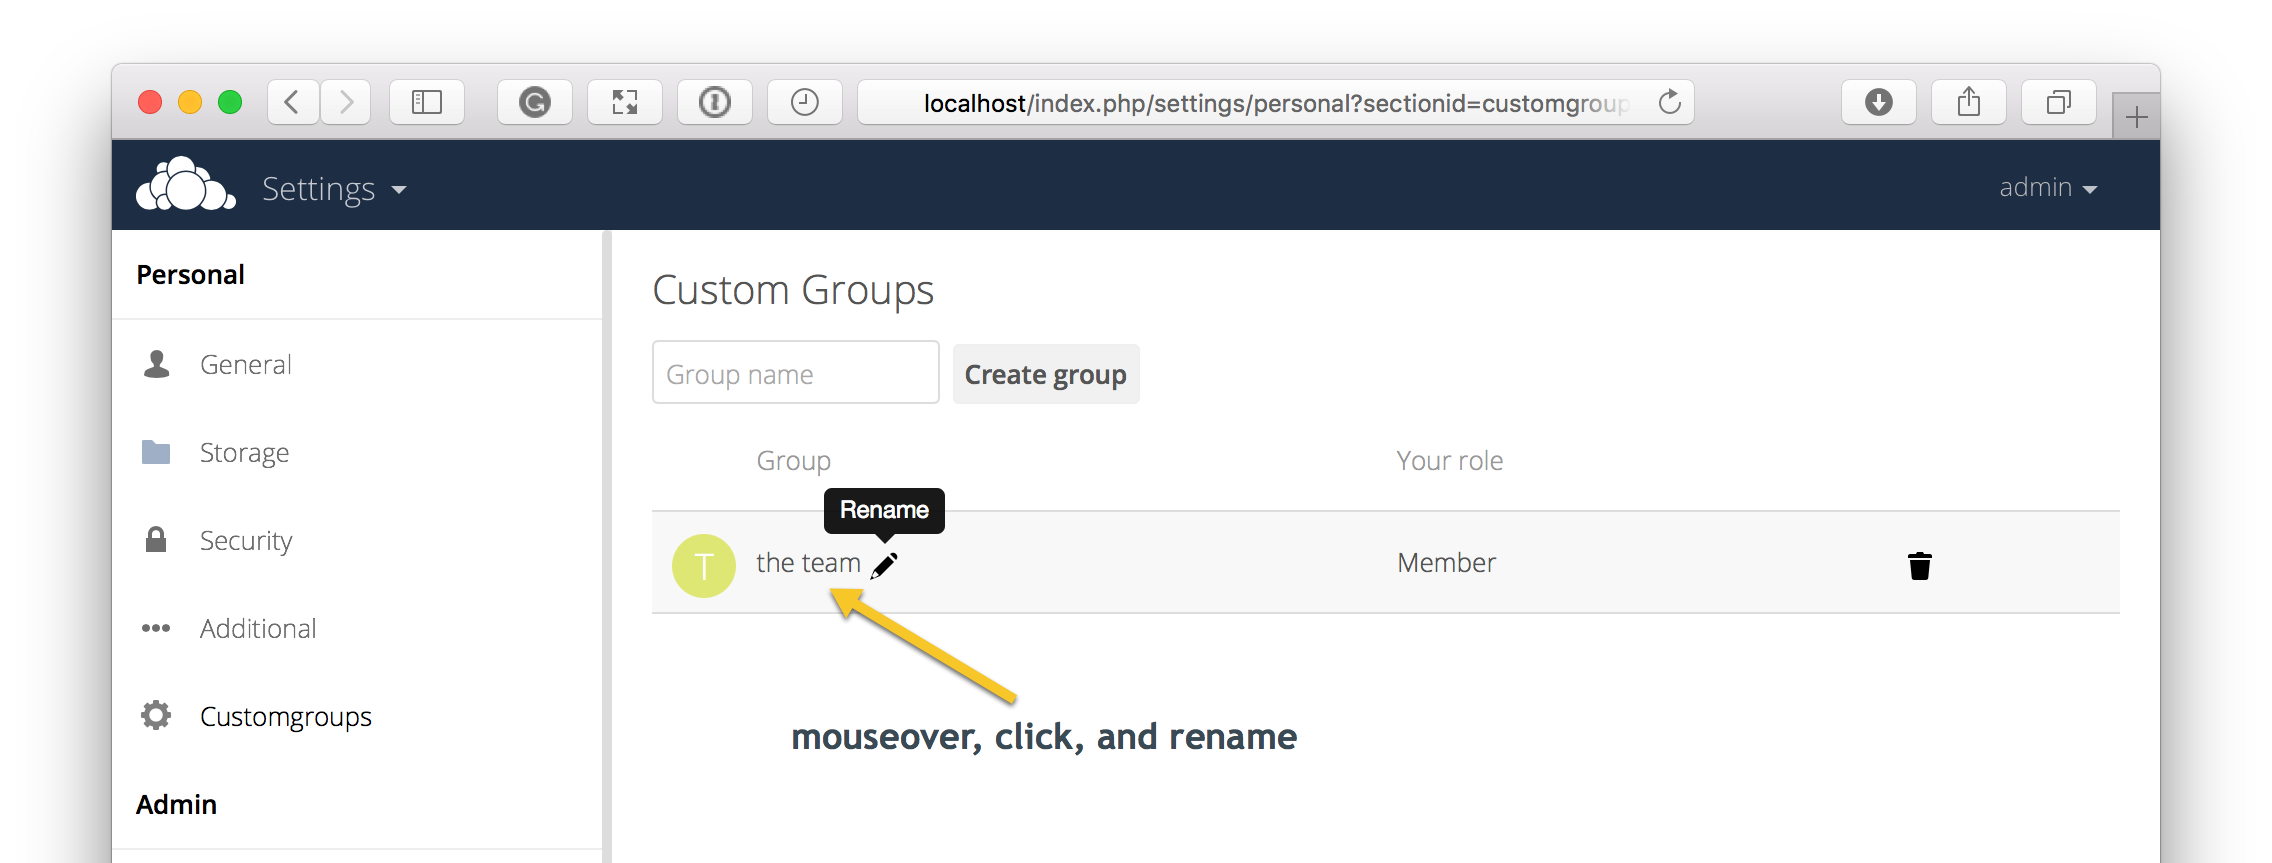 localhost/index.php/settings/personal?sectionid=customgroup
Settings
admin
Personal
General
Storage
Security
Additional
Customgroups
Admin
Custom Groups
Group name
Create group
Group
Your role
Rename
T
the team
Member
mouseover, click, and rename